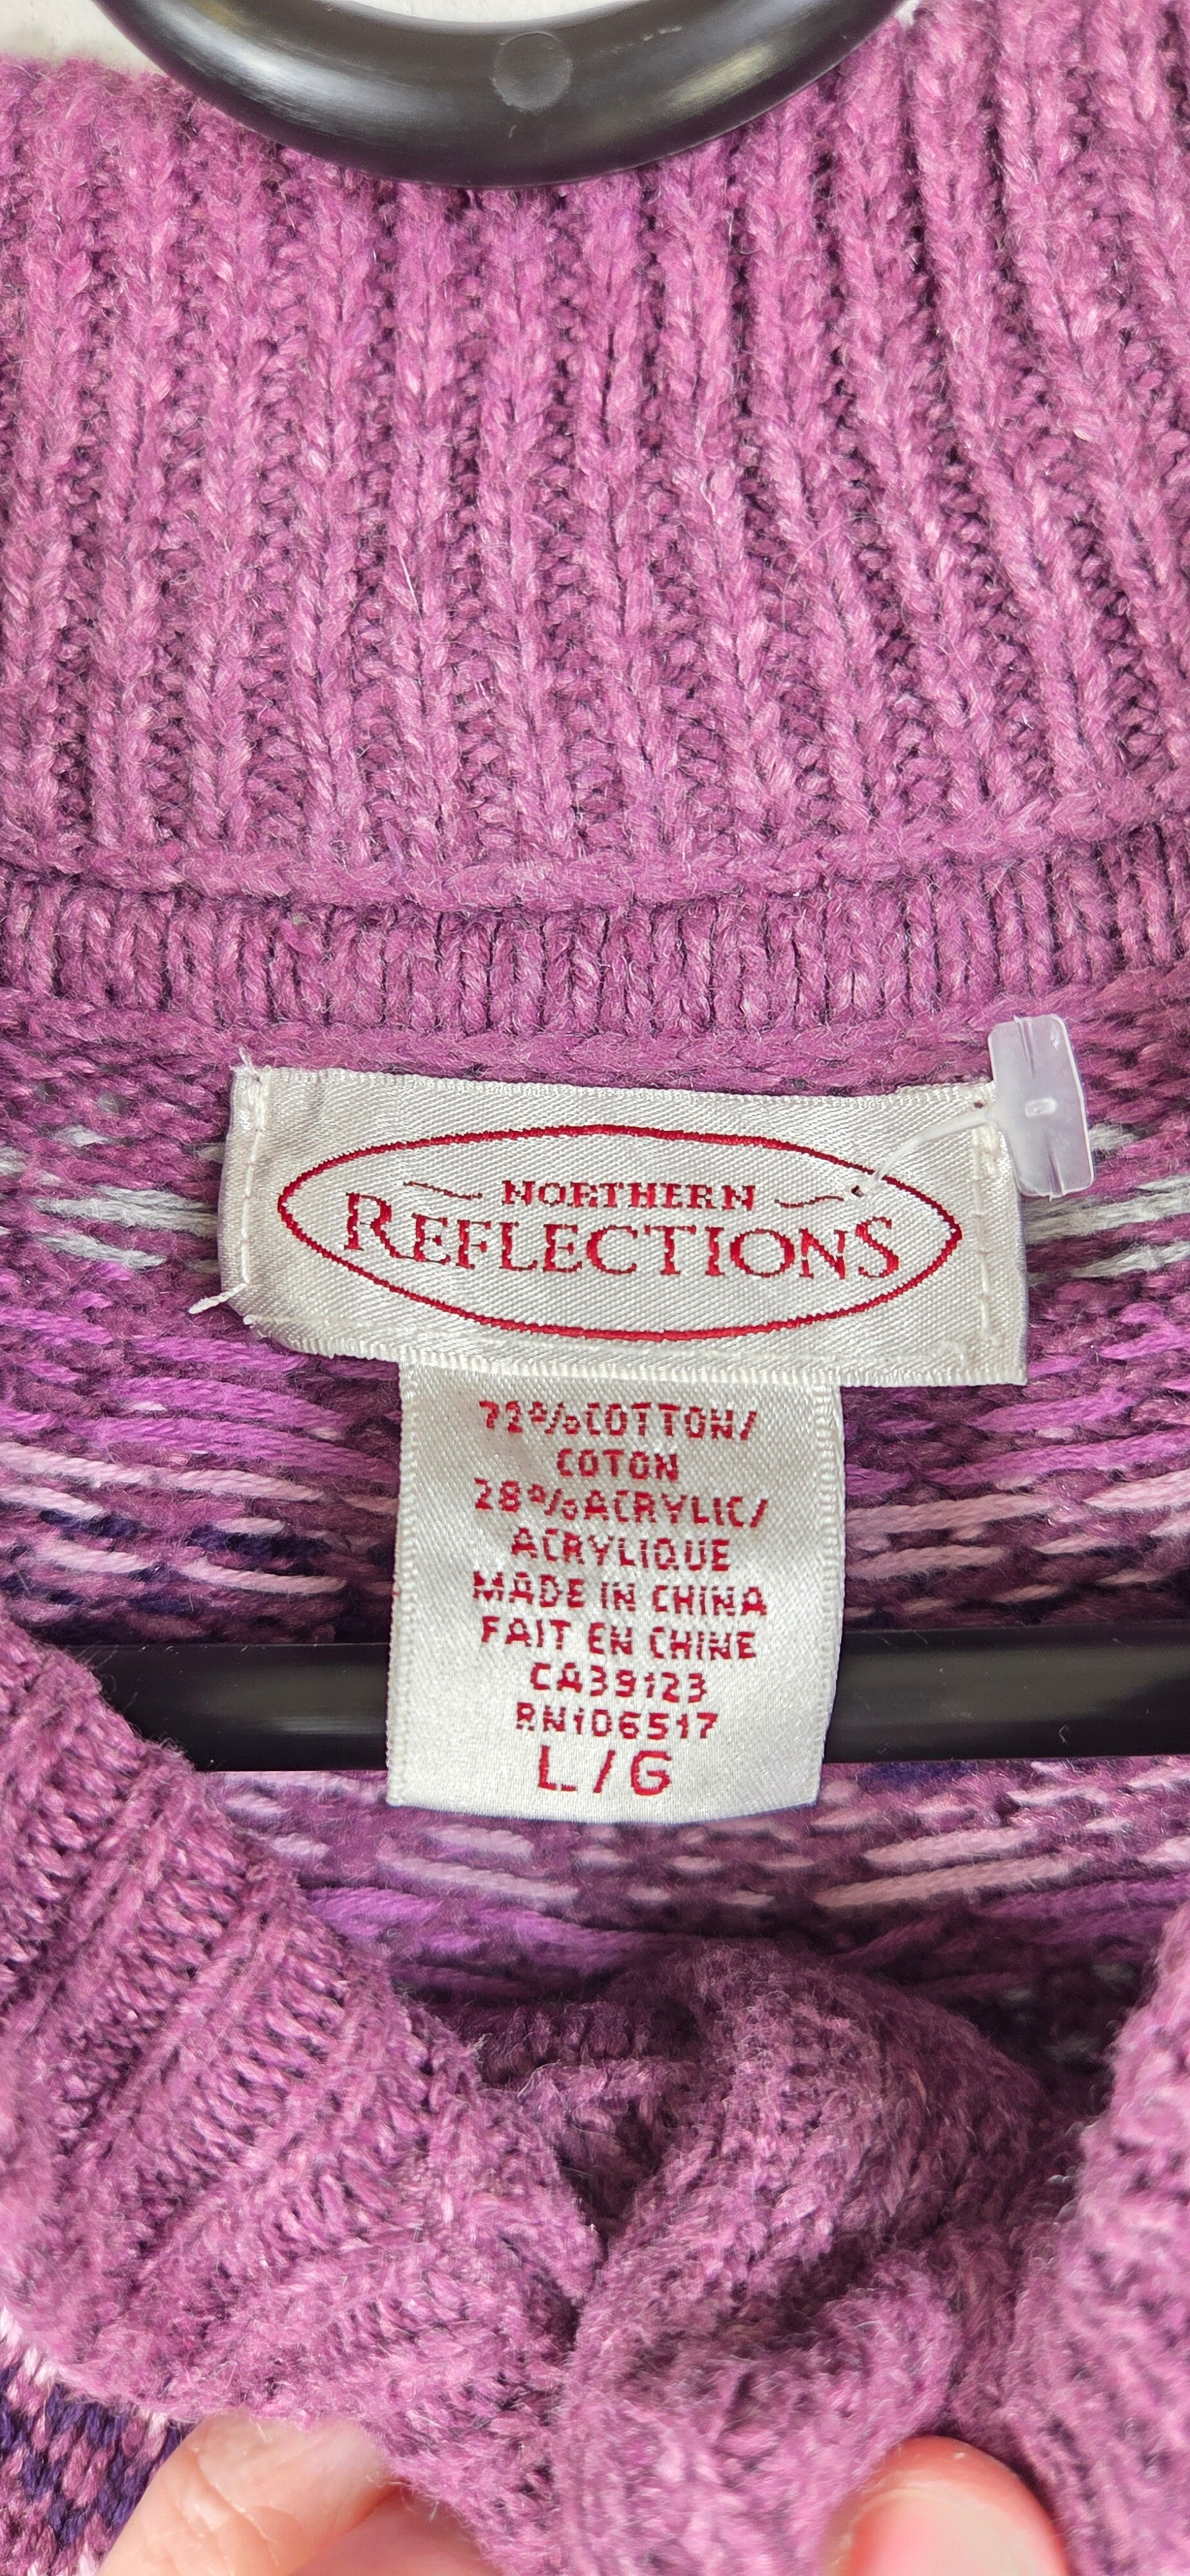 NORTHERN
REFLECTIONS
72%COTTON/
COTON
28%ACRYLIC/
ACRYLIQUE
MADE IN CHINA
FAIT EN CHINE
CA39123
RN106517
L/G